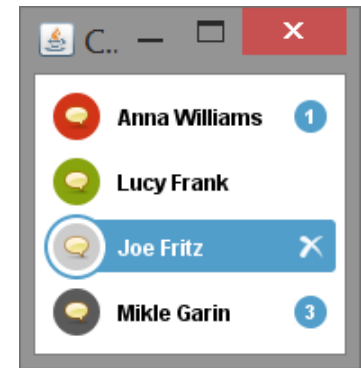 C..
Anna Williams 1
Lucy Frank
Joe Fritz
Mikle Garin 3